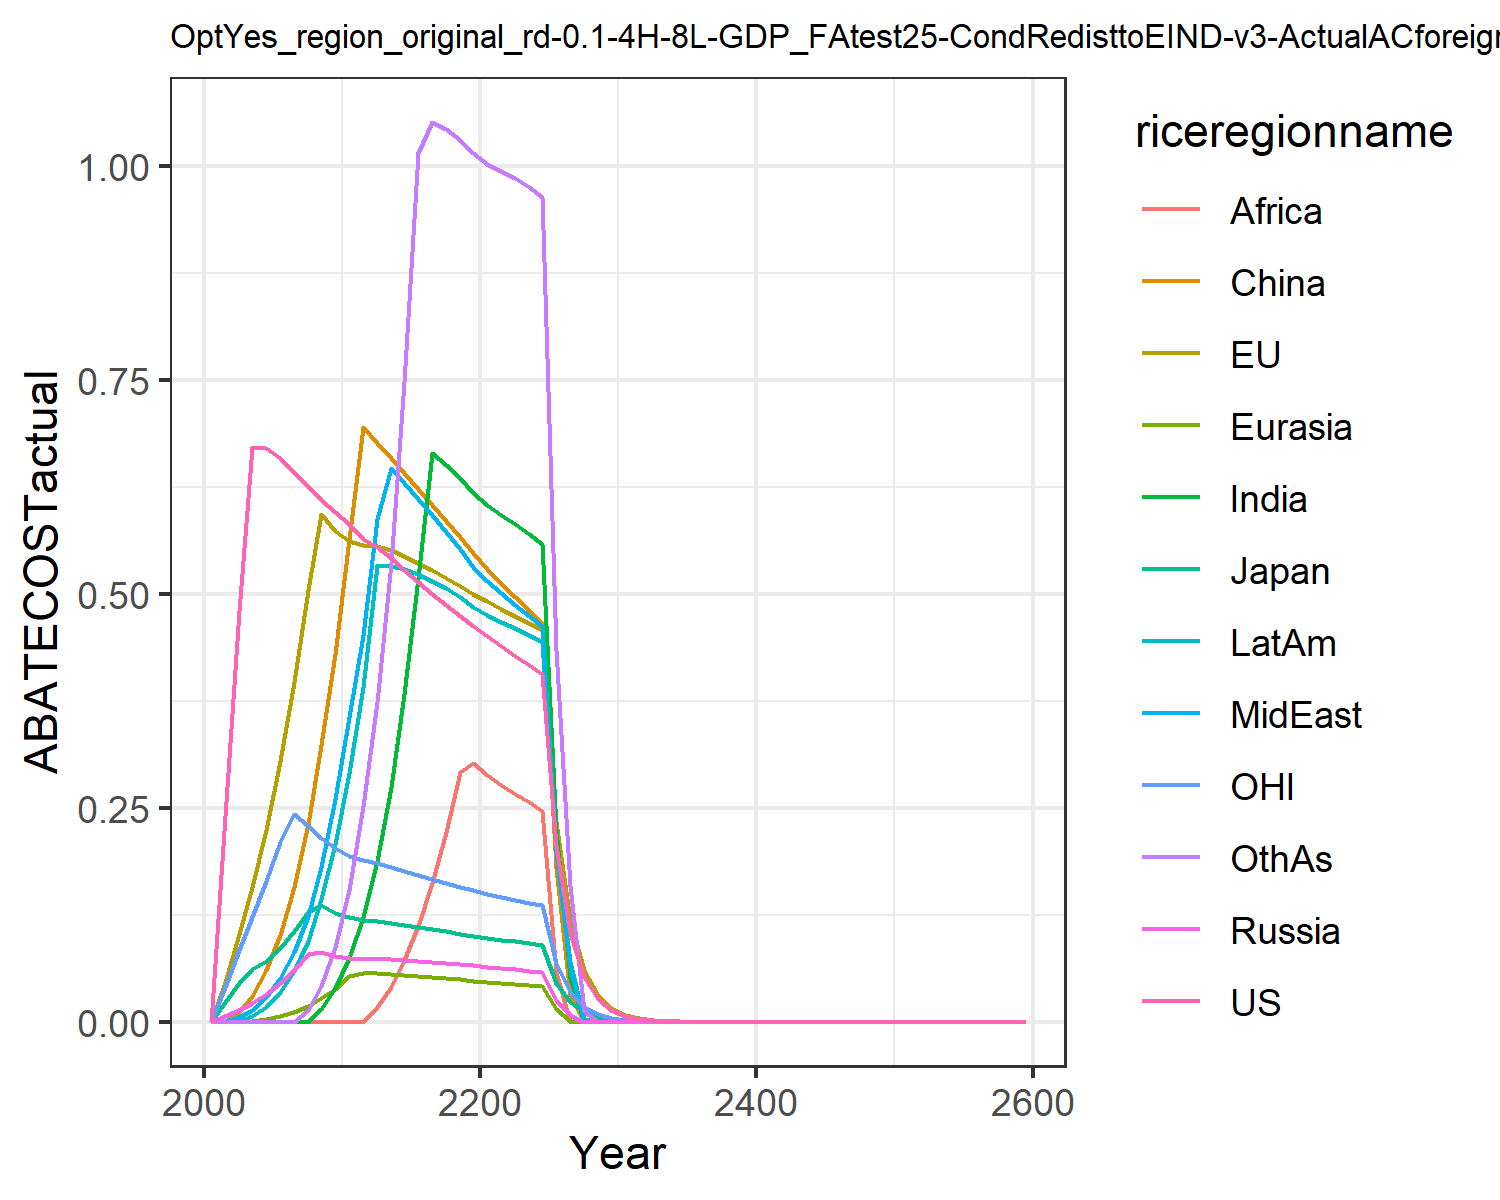 OptYes_region_original_rd-0.1-4H-8L-GDP_FAtest25-CondRedisttoEIND-v3-ActualACforeign
ABATECOSTactual
1.00
0.75
0.50
0.25
0.00
2000 2200 2400 2600
Year
riceregionname
Africa
China
EU
Eurasia
India
Japan
LatAm
MidEast
OHI
OthAs
Russia
US